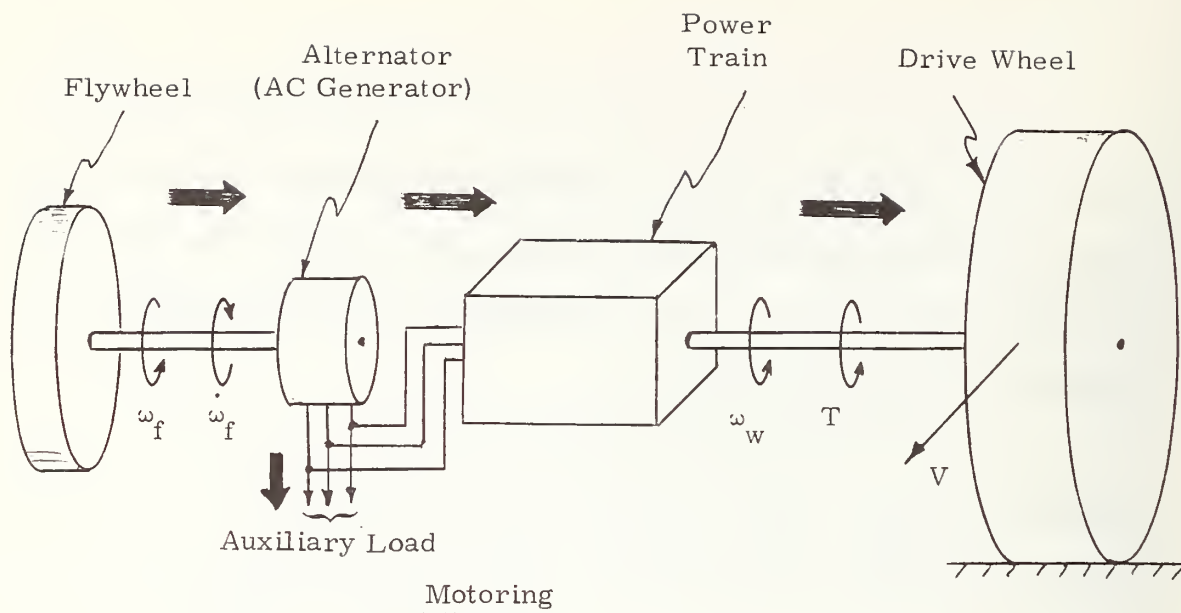 Flywheel
Alternator
(AC Generator)
Power
Train
Drive Wheel
ω_f
ω̇_f
ω_w
T
V
Auxiliary Load
Motoring